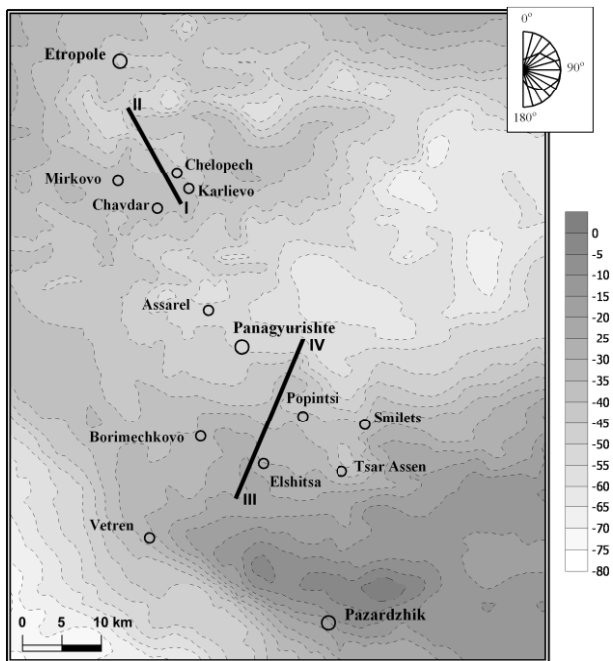 0°
90°
180°
Etropole
II
Chelopech
Mirkovo
Karlievo
Chavdar
I
Assarel
Panagyurishte
IV
Popintsi
Smilets
Borimechkovo
Tsar Assen
Elshitsa
III
Vetren
Pazardzhik
0 5 10 km
0
-5
-10
-15
-20
-25
-30
-35
-40
-45
-50
-55
-60
-65
-70
-75
-80